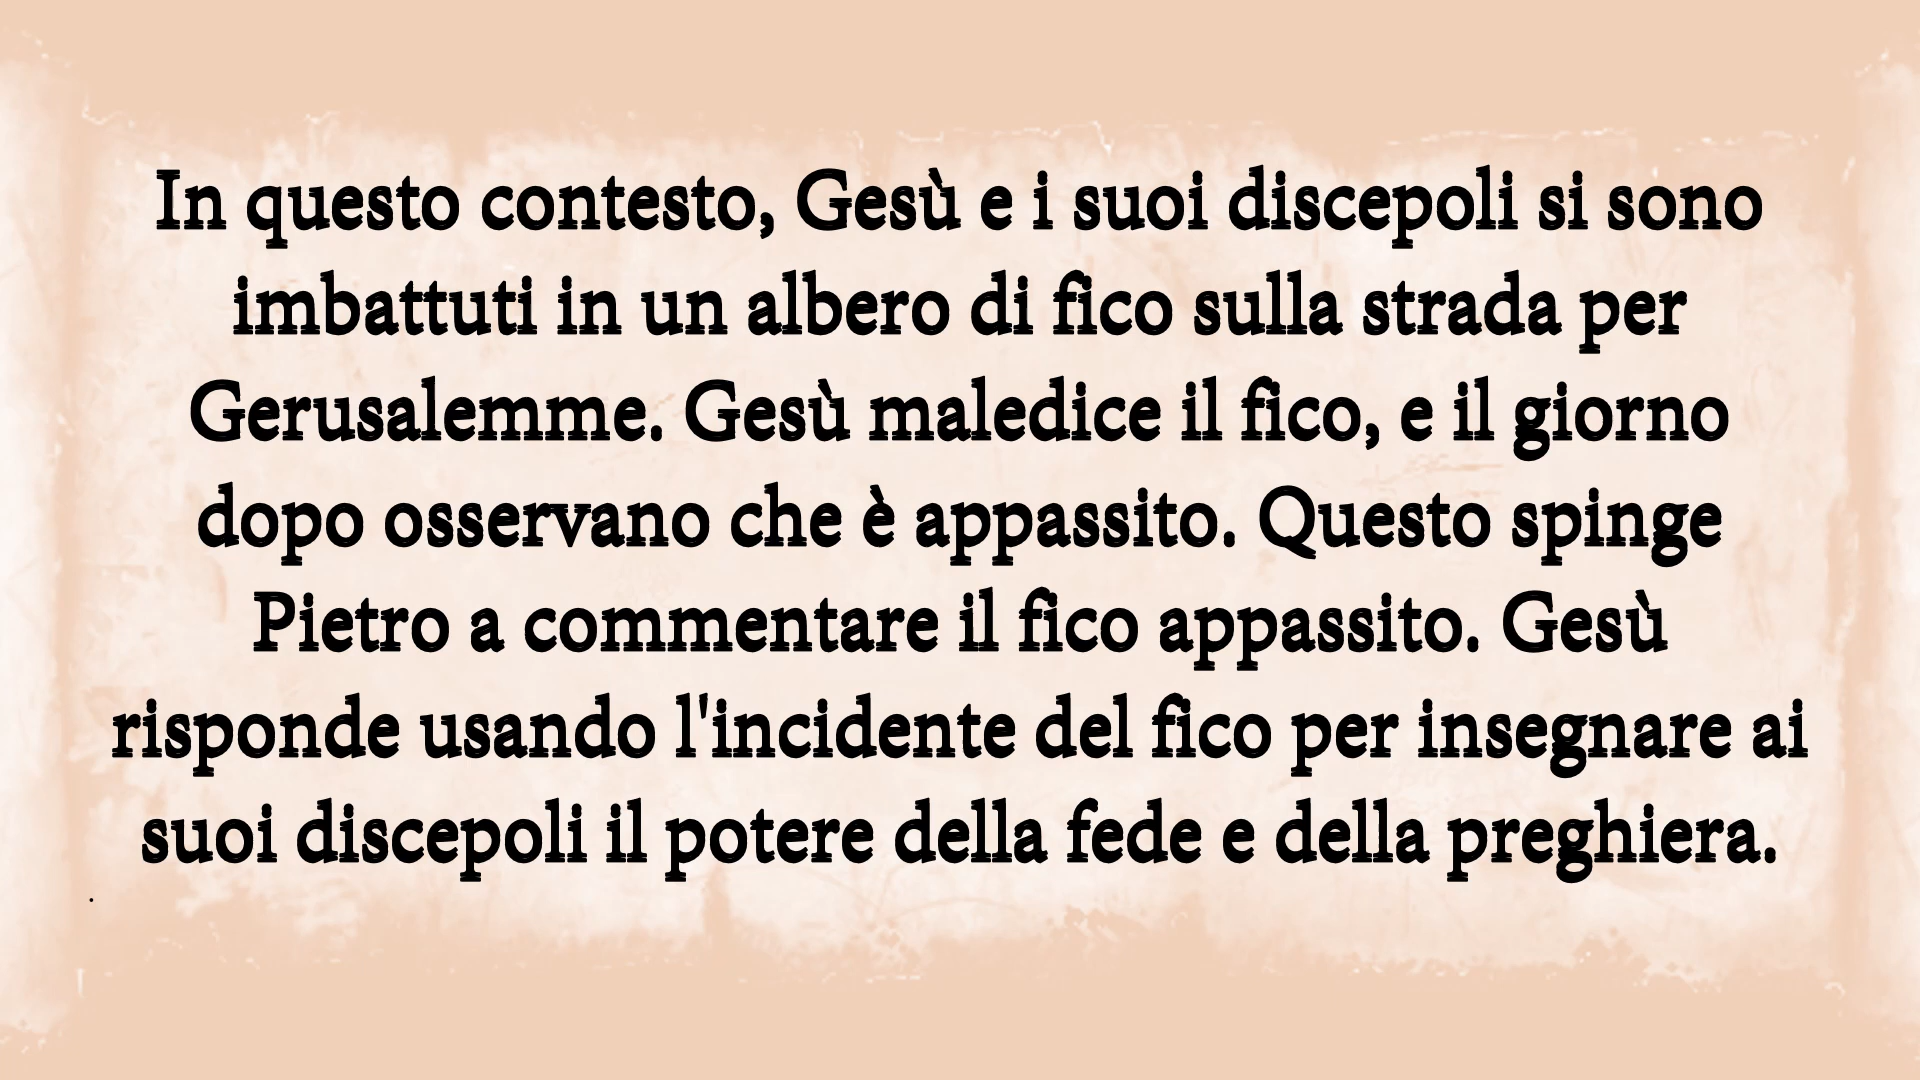 In questo contesto, Gesù e i suoi discepoli si sono
imbattuti in un albero di fico sulla strada per
Gerusalemme. Gesù maledice il fico, e il giorno
dopo osservano che è appassito. Questo spinge
Pietro a commentare il fico appassito. Gesù
risponde usando l'incidente del fico per insegnare ai
suoi discepoli il potere della fede e della preghiera.
.